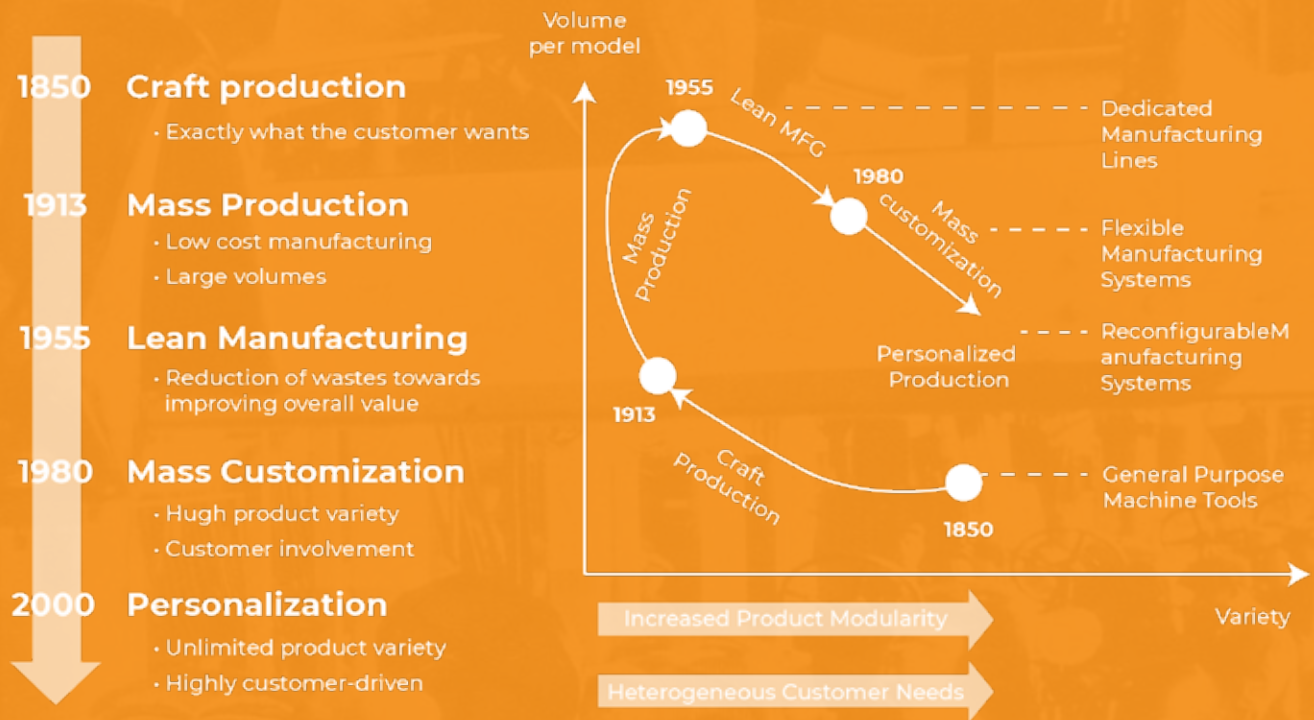 1850 Craft production
· Exactly what the customer wants
1913 Mass Production
· Low cost manufacturing
· Large volumes
1955 Lean Manufacturing
· Reduction of wastes towards
improving overall value
1980 Mass Customization
· Hugh product variety
· Customer involvement
2000 Personalization
· Unlimited product variety
· Highly customer-driven
Volume
per model
1955
Lean MFG
1980
Mass
customization
Mass
Production
Personalized
Production
1913
Craft
Production
1850
Dedicated
Manufacturing
Lines
Flexible
Manufacturing
Systems
ReconfigurableM
anufacturing
Systems
General Purpose
Machine Tools
Variety
Increased Product Modularity
Heterogeneous Customer Needs